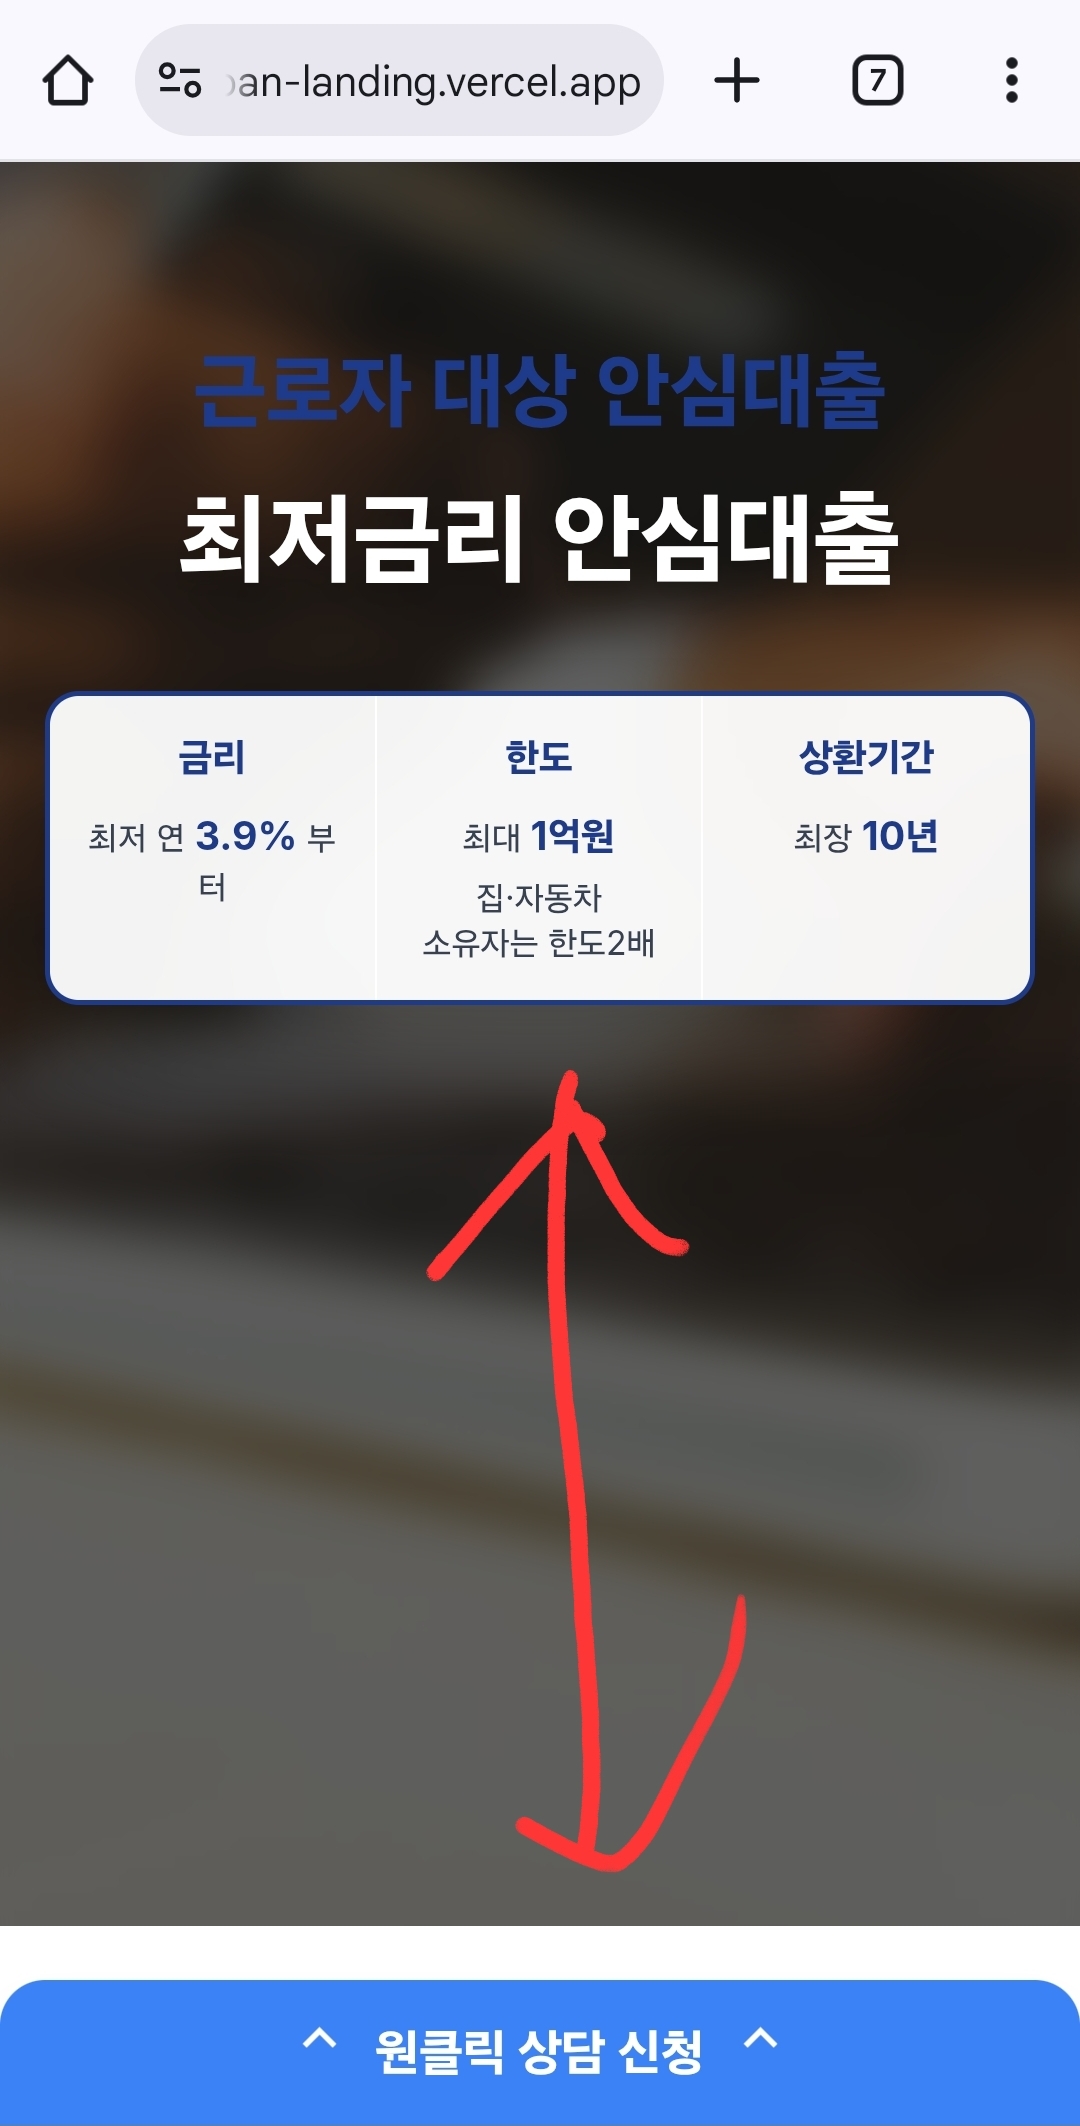 an-landing.vercel.app
7
근로자 대상 안심대출
최저금리 안심대출
금리
최저 연 3.9% 부
터
한도
최대 1억원
집·자동차
소유자는 한도2배
상환기간
최장 10년
원클릭 상담 신청